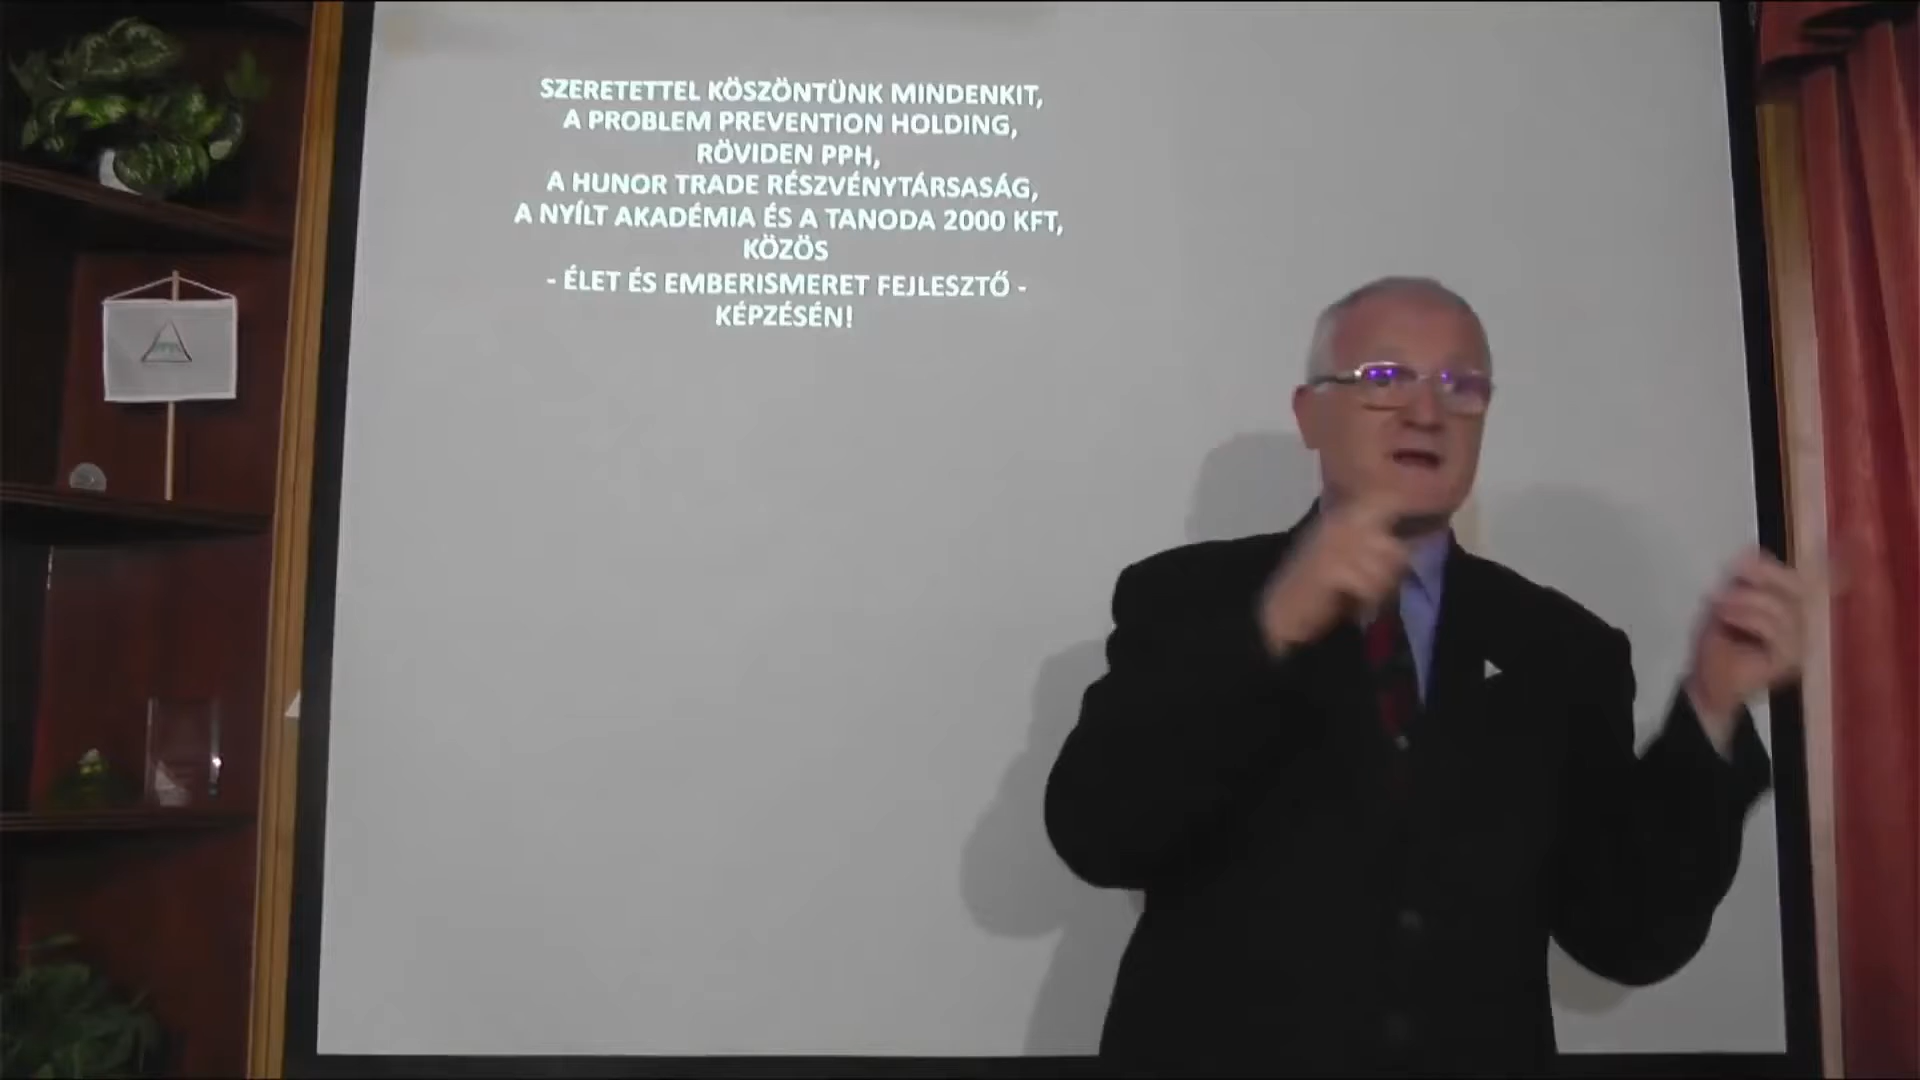 SZERETETTEL KÖSZÖNTÜNK MINDENKIT,
A PROBLEM PREVENTION HOLDING,
RÖVIDEN PPH,
A HUNOR TRADE RÉSZVÉNYTÁRSASÁG,
A NYÍLT AKADÉMIA ÉS A TANODA 2000 KFT,
KÖZÖS
- ÉLET ÉS EMBERISMERET FEJLESZTŐ -
KÉPZÉSÉN!